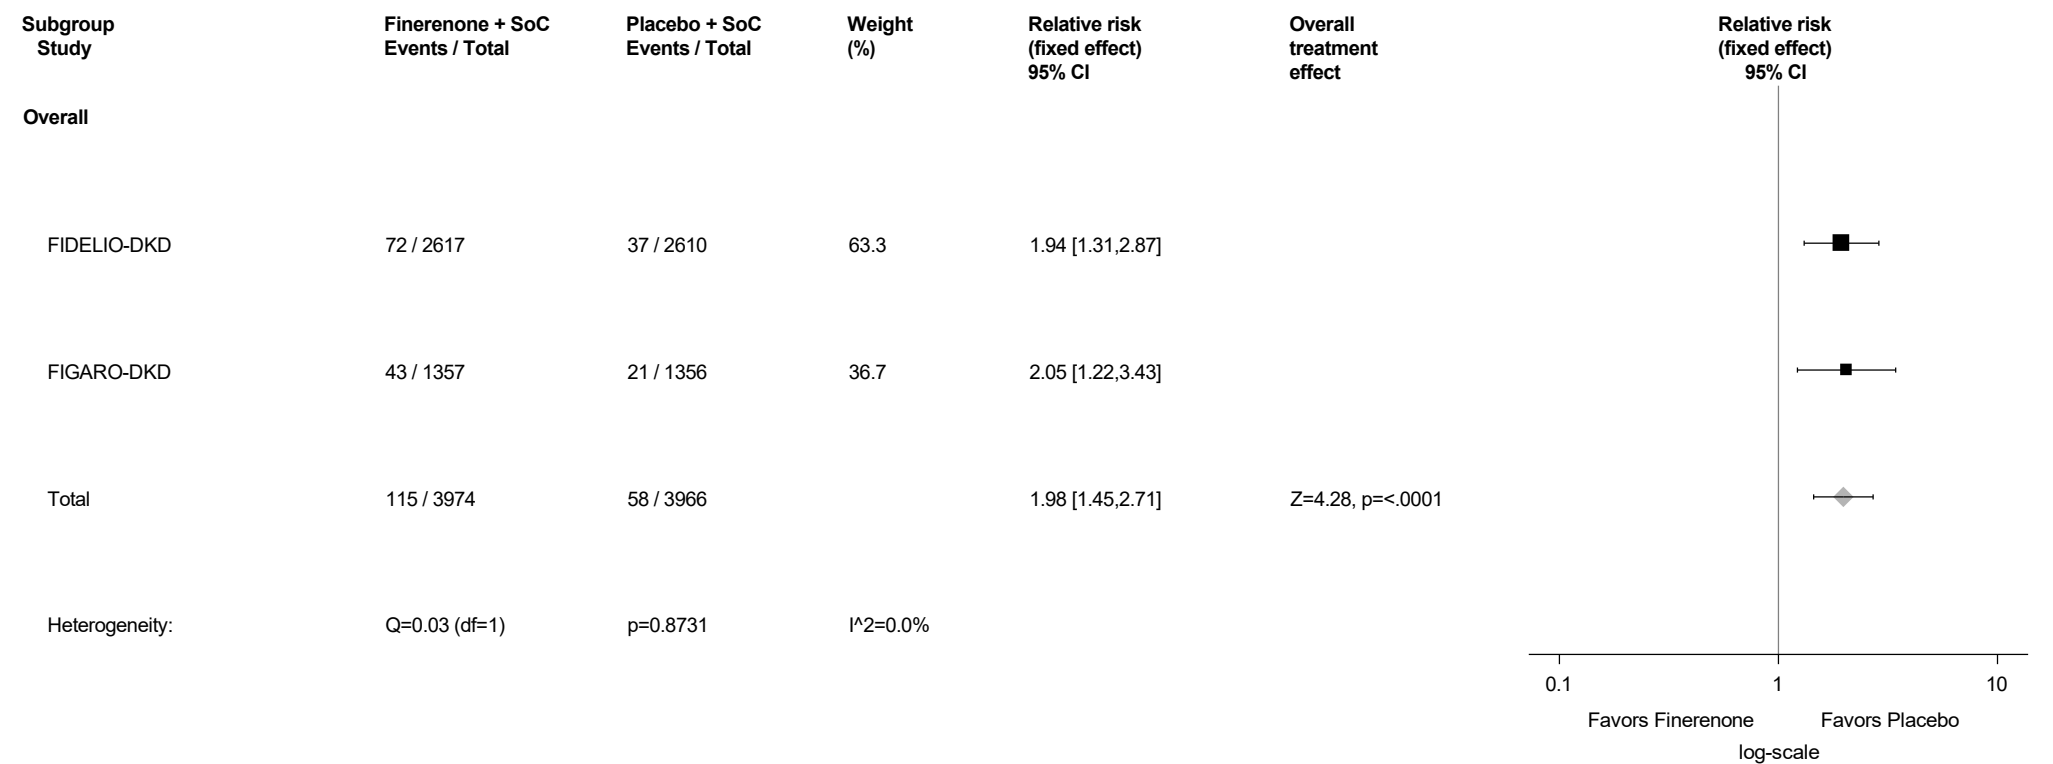 Subgroup Finerenone + SoC Placebo + SoC Weight Relative risk Overall Relative risk
Study Events / Total Events / Total (%) (fixed effect) treatment (fixed effect)
95% CI effect 95% CI
Overall
FIDELIO-DKD 72 / 2617 37 / 2610 63.3 1.94 [1.31,2.87]
FIGARO-DKD 43 / 1357 21 / 1356 36.7 2.05 [1.22,3.43]
Total 115 / 3974 58 / 3966 1.98 [1.45,2.71] Z=4.28, p=<.0001
Heterogeneity: Q=0.03 (df=1) p=0.8731 I^2=0.0%
0.1 1 10
Favors Finerenone Favors Placebo
log-scale